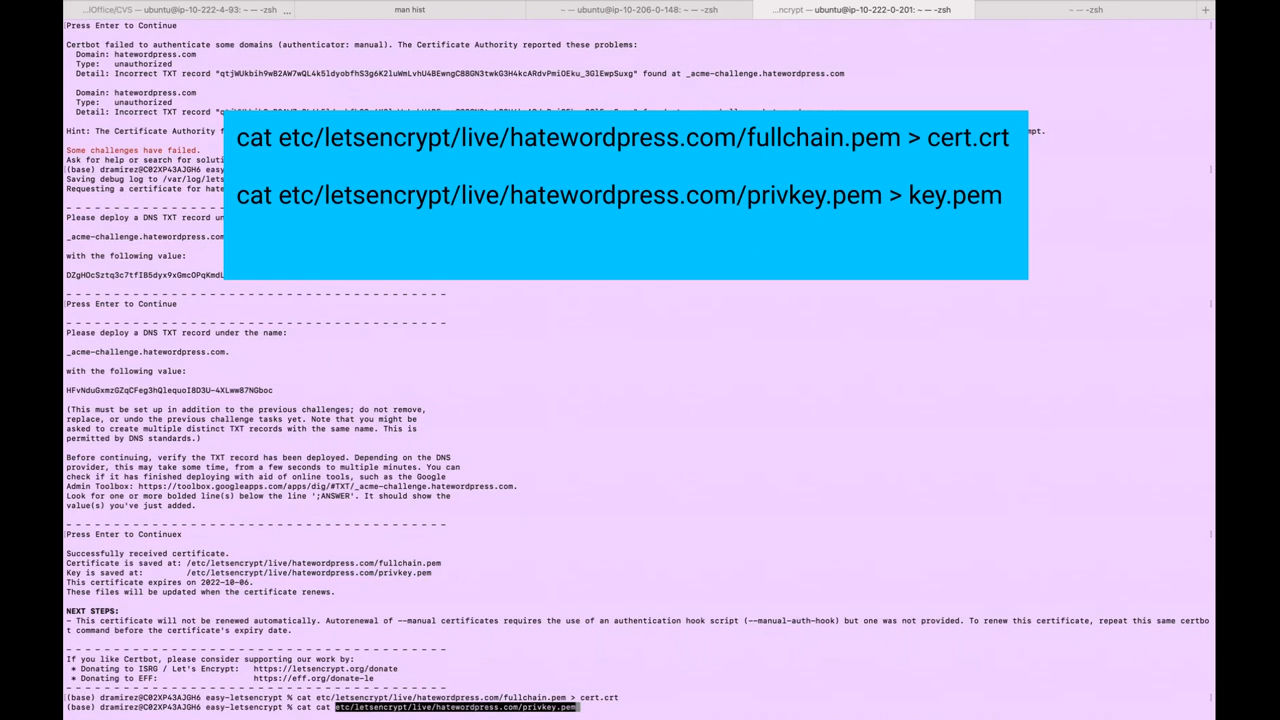 ...lOffice/CVS — ubuntu@ip-10-222-4-93: ~ — -zsh ...
man hist
~ — ubuntu@ip-10-206-0-148: ~ — -zsh
...ncrypt — ubuntu@ip-10-222-0-201: ~ — -zsh
~ — -zsh
+
Press Enter to Continue
Certbot failed to authenticate some domains (authenticator: manual). The Certificate Authority reported these problems:
Domain: hatewordpress.com
Type: unauthorized
Detail: Incorrect TXT record "qtjWUkbih9wB2AW7wQL4k5ldyobfhS3g6K2luWmLvhU4BEwngC88GN3twkG3H4kcARdvPmiOEku_3GlEwpSuxg" found at _acme-challenge.hatewordpress.com
Domain: hatewordpress.com
Type: unauthorized
Detail: Incorrect TXT record
Hint: The Certificate Authority
Some challenges have failed.
Ask for help or search for
(base) dramirez@C02XP43AJGH6
Saving debug log to
Requesting a certificate for
cat etc/letsencrypt/live/hatewordpress.com/fullchain.pem > cert.crt
cat etc/letsencrypt/live/hatewordpress.com/privkey.pem > key.pem
- - - - - - - - - - - - - - - - - - - - - - - - - - - - - - - - - - - - - - - -
Please deploy a DNS TXT record
_acme-challenge.hatewordpress.com
with the following value:
- - - - - - - - - - - - - - - - - - - - - - - - - - - - - - - - - - - - - - - -
Press Enter to Continue
- - - - - - - - - - - - - - - - - - - - - - - - - - - - - - - - - - - - - - - -
Please deploy a DNS TXT record under the name:
_acme-challenge.hatewordpress.com.
with the following value:
HFvNduGxmzGZqCFeg3hQlequoI8D3U-4XLww87NGboc
(This must be set up in addition to the previous challenges; do not remove,
replace, or undo the previous challenge tasks yet. Note that you might be
asked to create multiple distinct TXT records with the same name. This is
permitted by DNS standards.)
Before continuing, verify the TXT record has been deployed. Depending on the DNS
provider, this may take some time, from a few seconds to multiple minutes. You can
check if it has finished deploying with aid of online tools, such as the Google
Admin Toolbox: https://toolbox.googleapps.com/apps/dig/#TXT/_acme-challenge.hatewordpress.com.
Look for one or more bolded line(s) below the line ';ANSWER'. It should show the
value(s) you've just added.
- - - - - - - - - - - - - - - - - - - - - - - - - - - - - - - - - - - - - - - -
Press Enter to Continuex
Successfully received certificate.
Certificate is saved at: /etc/letsencrypt/live/hatewordpress.com/fullchain.pem
Key is saved at: /etc/letsencrypt/live/hatewordpress.com/privkey.pem
This certificate expires on 2022-10-06.
These files will be updated when the certificate renews.
NEXT STEPS:
- This certificate will not be renewed automatically. Autorenewal of --manual certificates requires the use of an authentication hook script (--manual-auth-hook) but one was not provided. To renew this certificate, repeat this same certbo
t command before the certificate's expiry date.
- - - - - - - - - - - - - - - - - - - - - - - - - - - - - - - - - - - - - - - -
If you like Certbot, please consider supporting our work by:
* Donating to ISRG / Let's Encrypt: https://letsencrypt.org/donate
* Donating to EFF: https://eff.org/donate-le
- - - - - - - - - - - - - - - - - - - - - - - - - - - - - - - - - - - - - - - -
(base) dramirez@C02XP43AJGH6 easy-letsencrypt % cat etc/letsencrypt/live/hatewordpress.com/fullchain.pem > cert.crt
(base) dramirez@C02XP43AJGH6 easy-letsencrypt % cat cat etc/letsencrypt/live/hatewordpress.com/privkey.pem